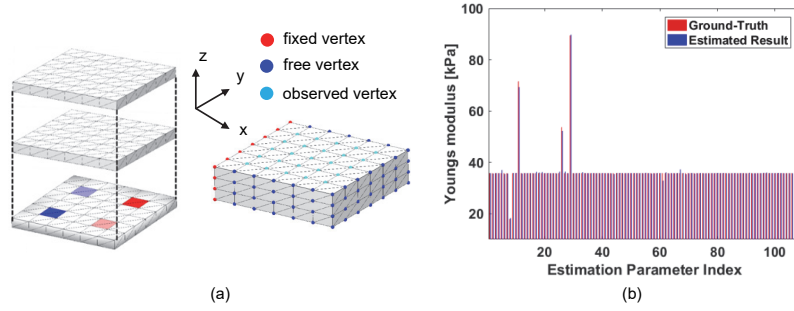 (a)
z
y
x
fixed vertex
free vertex
observed vertex
(b)
Youngs modulus [kPa]
100
80
60
40
20
20
40
60
80
100
Estimation Parameter Index
Ground-Truth
Estimated Result